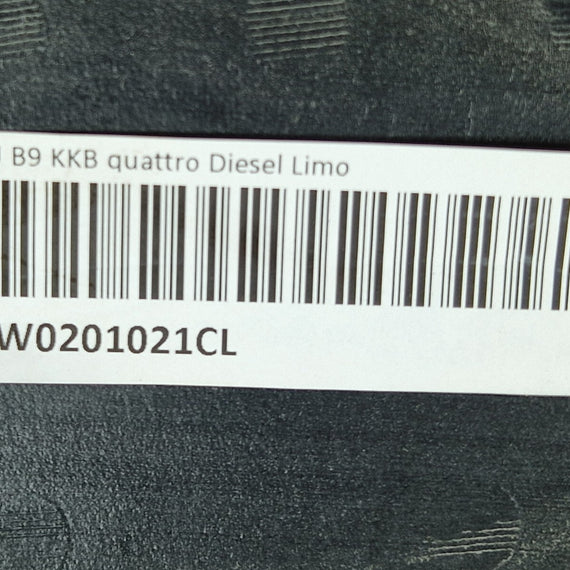 B9 KKB quattro Diesel Limo
W0201021CL